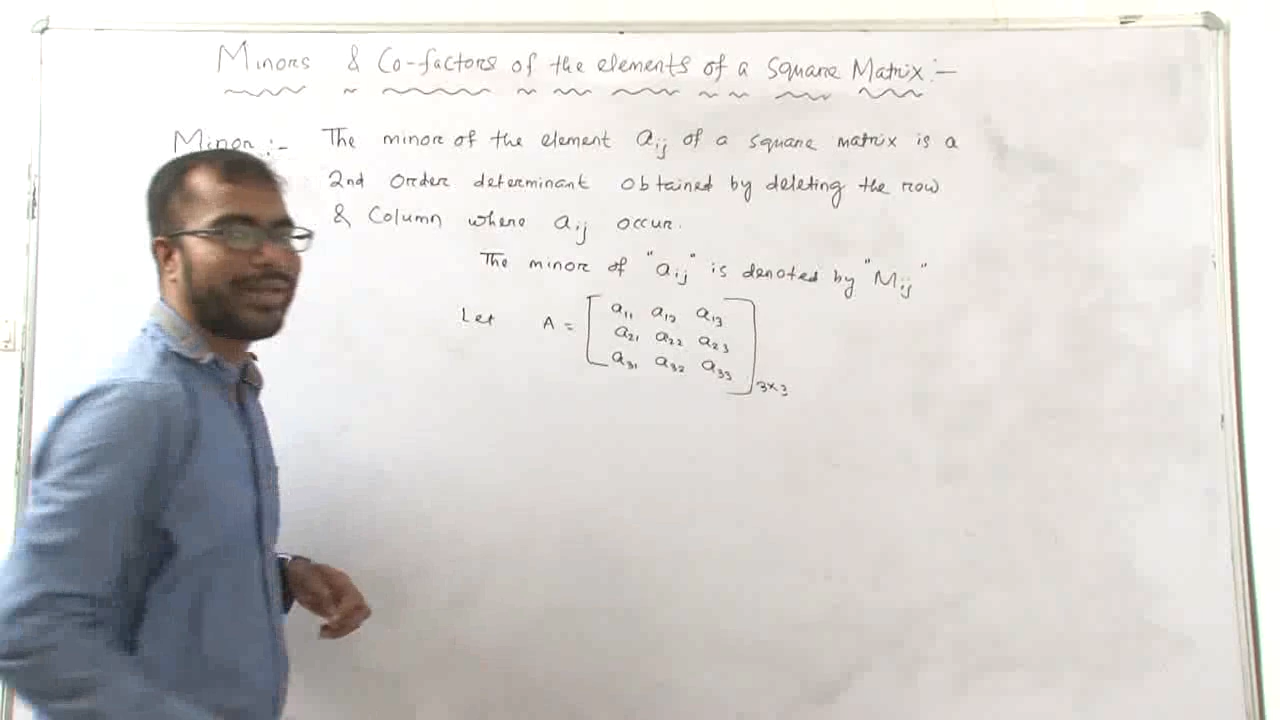 Minors & Co-factors of the elements of a Square Matrix :-
Minor :- The minor of the element aij of a square matrix is a
2nd order determinant obtained by deleting the row
& Column where aij occur.
The minor of "aij" is denoted by "Mij"
Let A = [ a11 a12 a13
a21 a22 a23
a31 a32 a33 ] 3x3